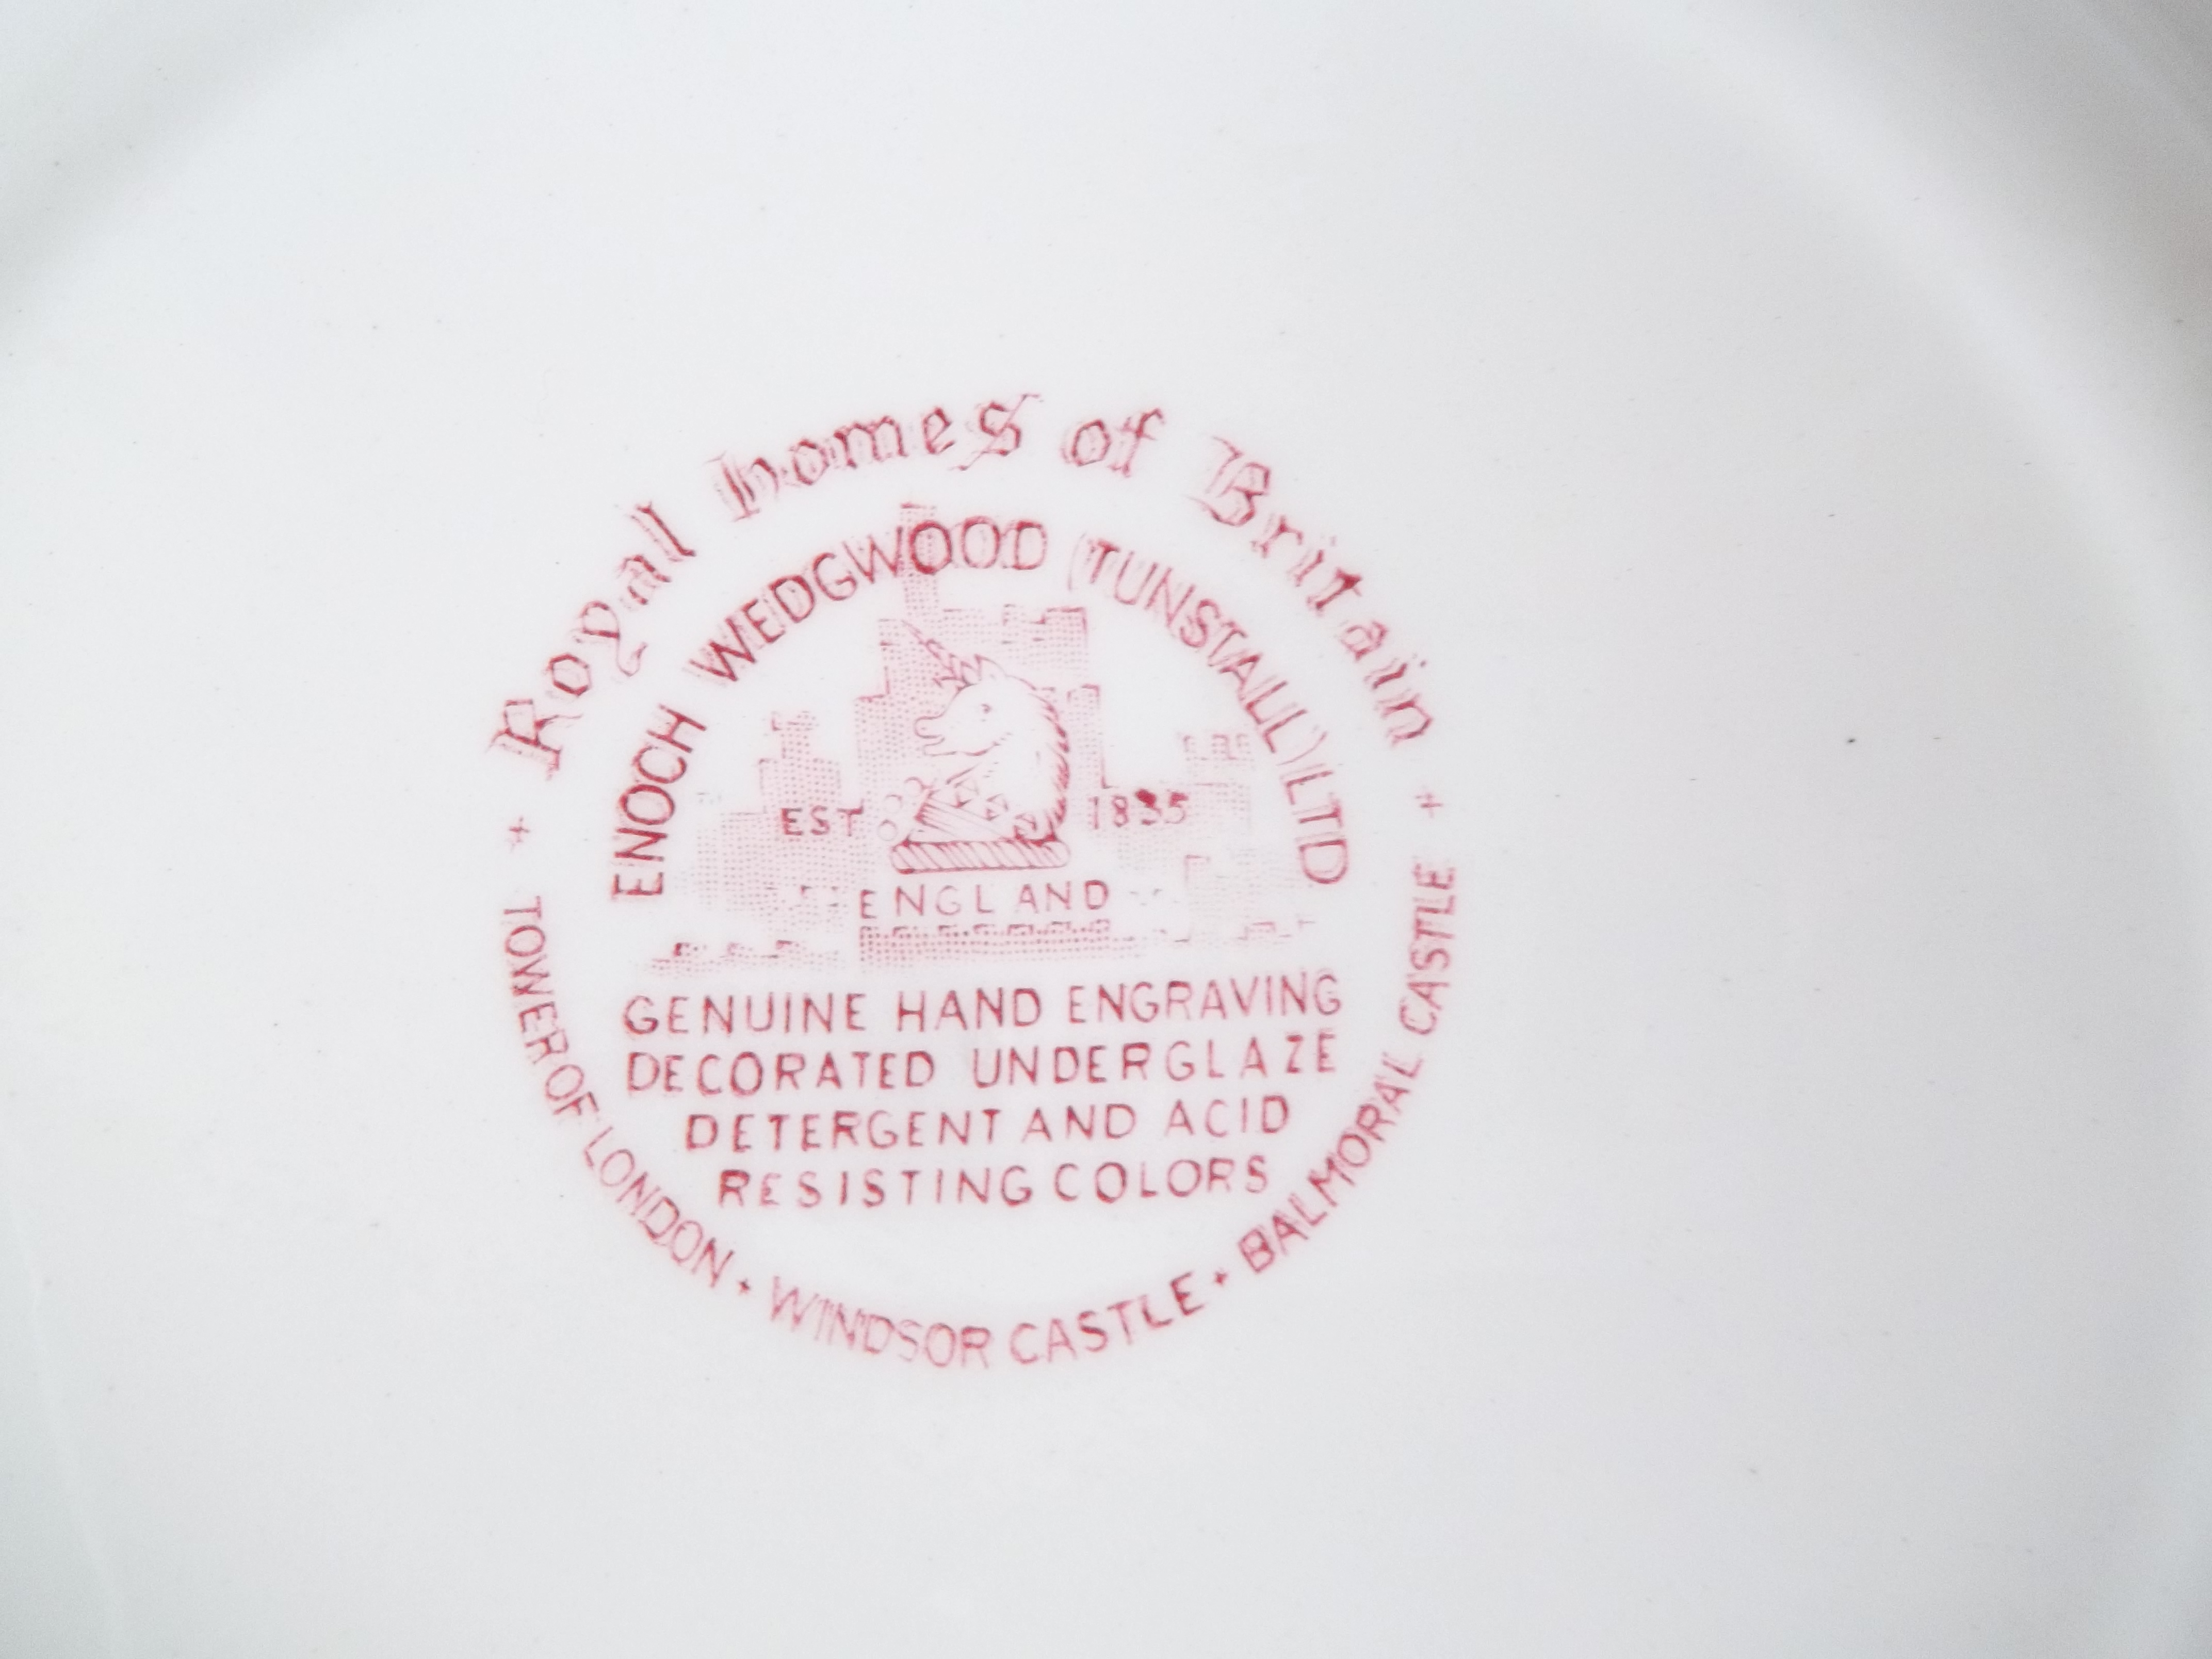 Royal homes of Britain
ENOCH WEDGWOOD (TUNSTALL) LTD
EST 1835
ENGLAND
GENUINE HAND ENGRAVING
DECORATED UNDERGLAZE
DETERGENT AND ACID
RESISTING COLORS
+ TOWER OF LONDON + WINDSOR CASTLE + BALMORAL CASTLE +